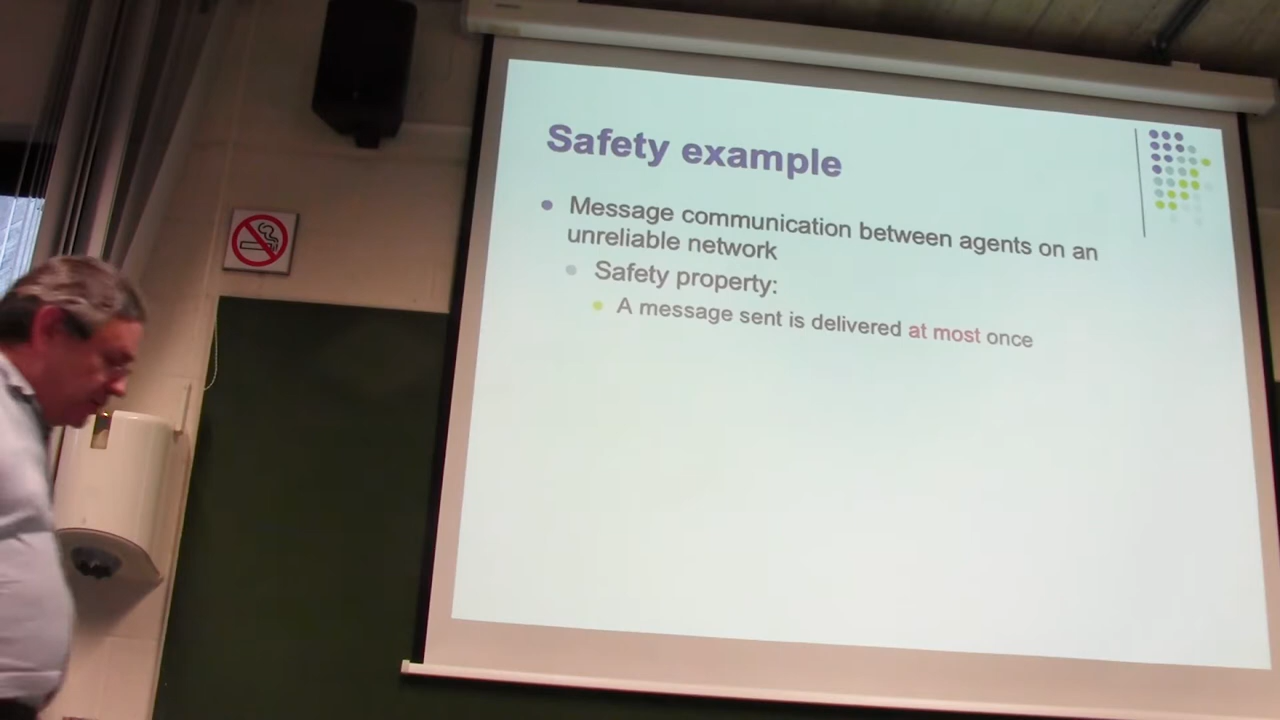 Safety example
Message communication between agents on an
unreliable network
Safety property:
A message sent is delivered at most once